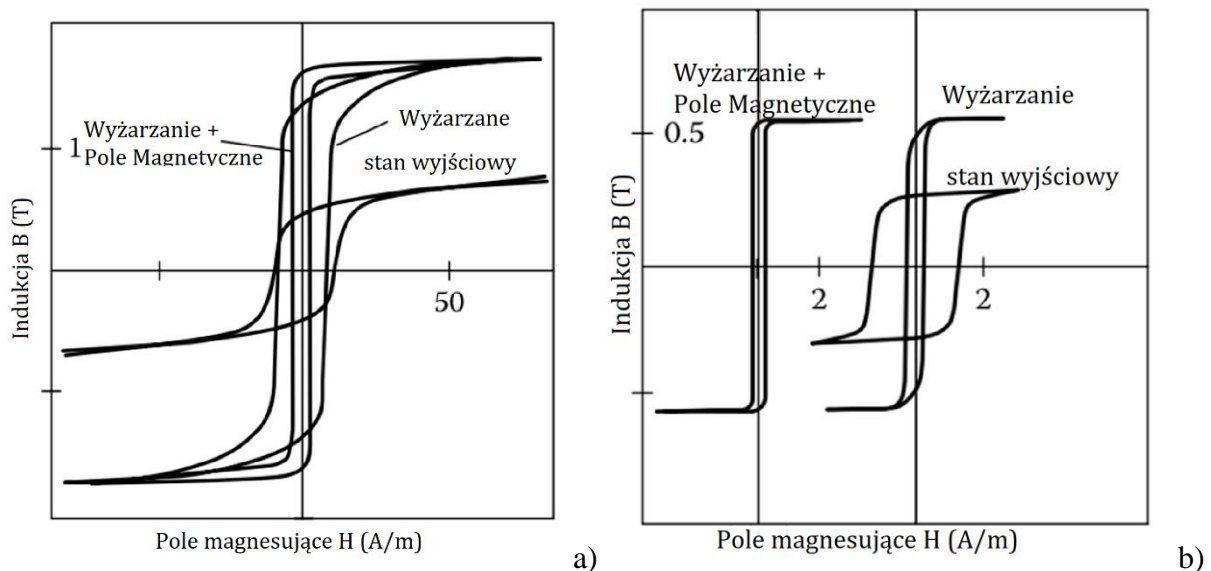 Wyżarzanie +
Pole Magnetyczne
Wyżarzane
stan wyjściowy
1
50
Indukcja B (T)
Pole magnesujące H (A/m)
a)
Wyżarzanie +
Pole Magnetyczne
Wyżarzanie
0.5
stan wyjściowy
2
2
Indukcja B (T)
Pole magnesujące H (A/m)
b)